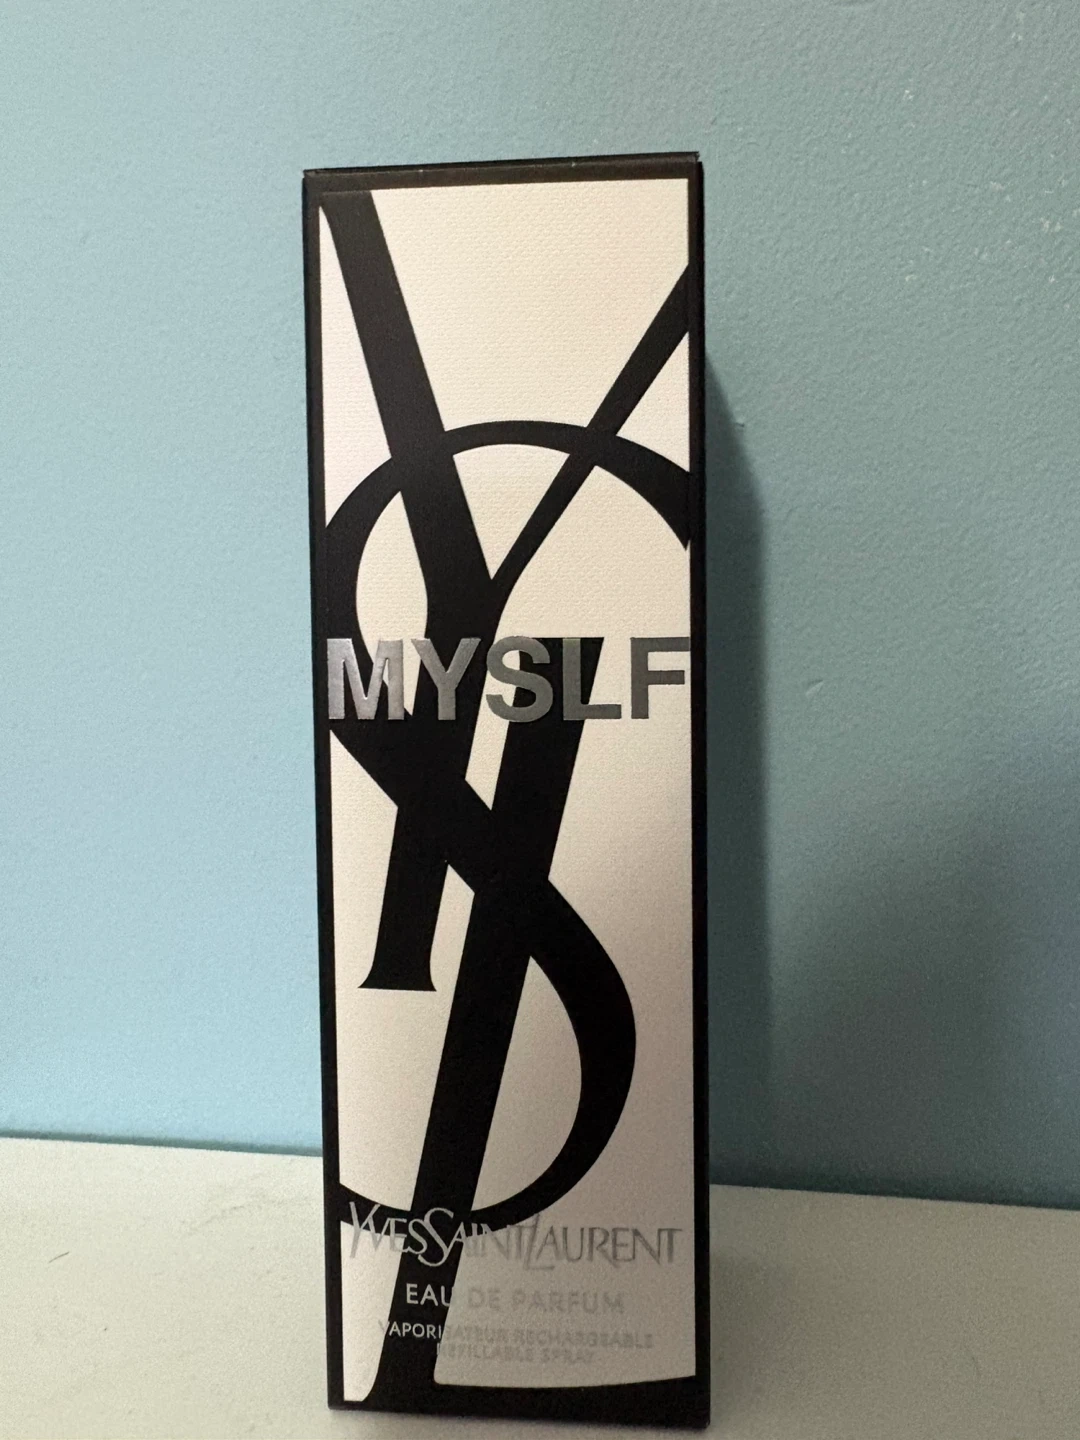 MYSLF
YVESSAINTLAURENT
EAU DE PARFUM
VAPORISATEUR RECHARGEABLE
REFILLABLE SPRAY